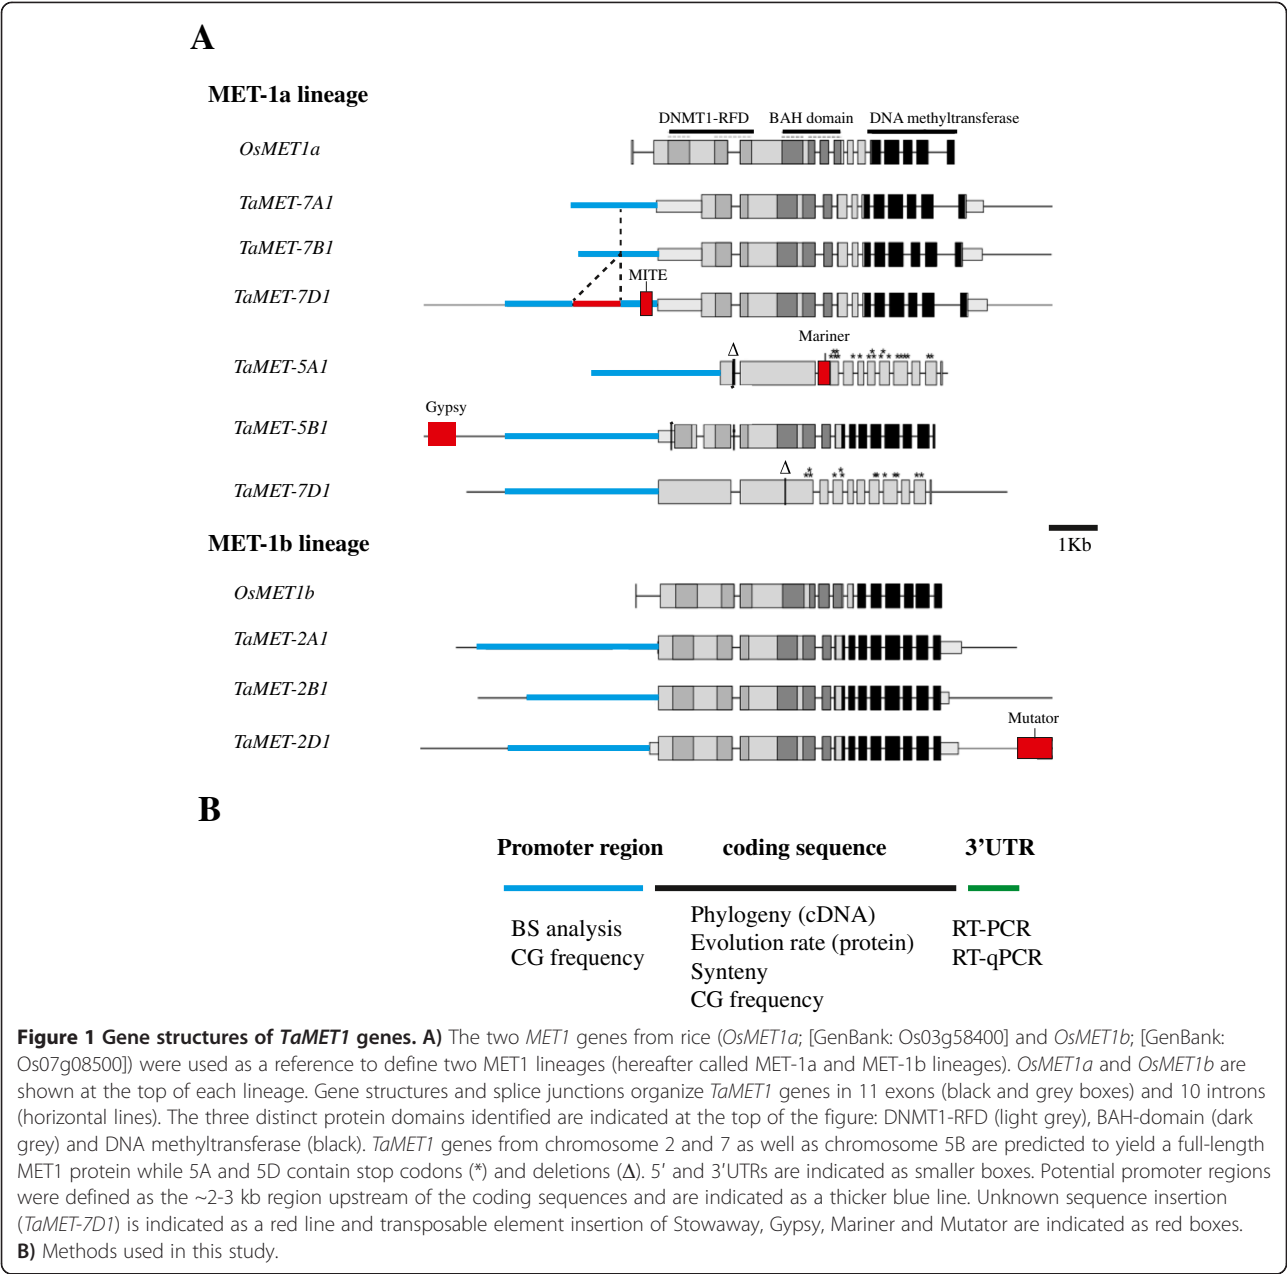 A
MET-1a lineage
DNMT1-RFD BAH domain DNA methyltransferase
OsMET1a
TaMET-7A1
TaMET-7B1
MITE
TaMET-7D1
Mariner
Δ
** * * ****
TaMET-5A1
Gypsy
TaMET-5B1
Δ
TaMET-7D1
1Kb
MET-1b lineage
OsMET1b
TaMET-2A1
TaMET-2B1
Mutator
TaMET-2D1
B
Promoter region coding sequence 3'UTR
BS analysis
CG frequency
Phylogeny (cDNA)
Evolution rate (protein)
Synteny
CG frequency
RT-PCR
RT-qPCR
Figure 1 Gene structures of TaMET1 genes. A) The two MET1 genes from rice (OsMET1a; [GenBank: Os03g58400] and OsMET1b; [GenBank:
Os07g08500]) were used as a reference to define two MET1 lineages (hereafter called MET-1a and MET-1b lineages). OsMET1a and OsMET1b are
shown at the top of each lineage. Gene structures and splice junctions organize TaMET1 genes in 11 exons (black and grey boxes) and 10 introns
(horizontal lines). The three distinct protein domains identified are indicated at the top of the figure: DNMT1-RFD (light grey), BAH-domain (dark
grey) and DNA methyltransferase (black). TaMET1 genes from chromosome 2 and 7 as well as chromosome 5B are predicted to yield a full-length
MET1 protein while 5A and 5D contain stop codons (*) and deletions (Δ). 5′ and 3′UTRs are indicated as smaller boxes. Potential promoter regions
were defined as the ~2-3 kb region upstream of the coding sequences and are indicated as a thicker blue line. Unknown sequence insertion
(TaMET-7D1) is indicated as a red line and transposable element insertion of Stowaway, Gypsy, Mariner and Mutator are indicated as red boxes.
B) Methods used in this study.